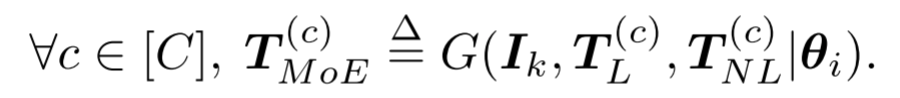 ∀c ∈ [C], T_{MoE}^{(c)} ≜ G(I_k, T_L^{(c)}, T_{NL}^{(c)}|θ_i).